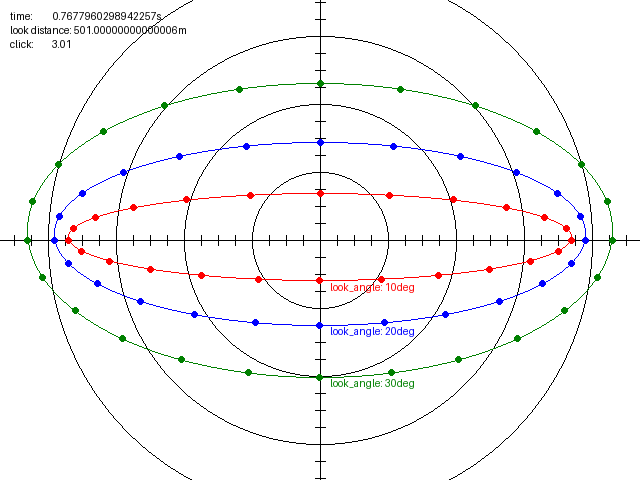 time: 0.7677960298942257s
look distance: 501.00000000000006m
click: 3.01
look_angle: 10deg
look_angle: 20deg
look_angle: 30deg